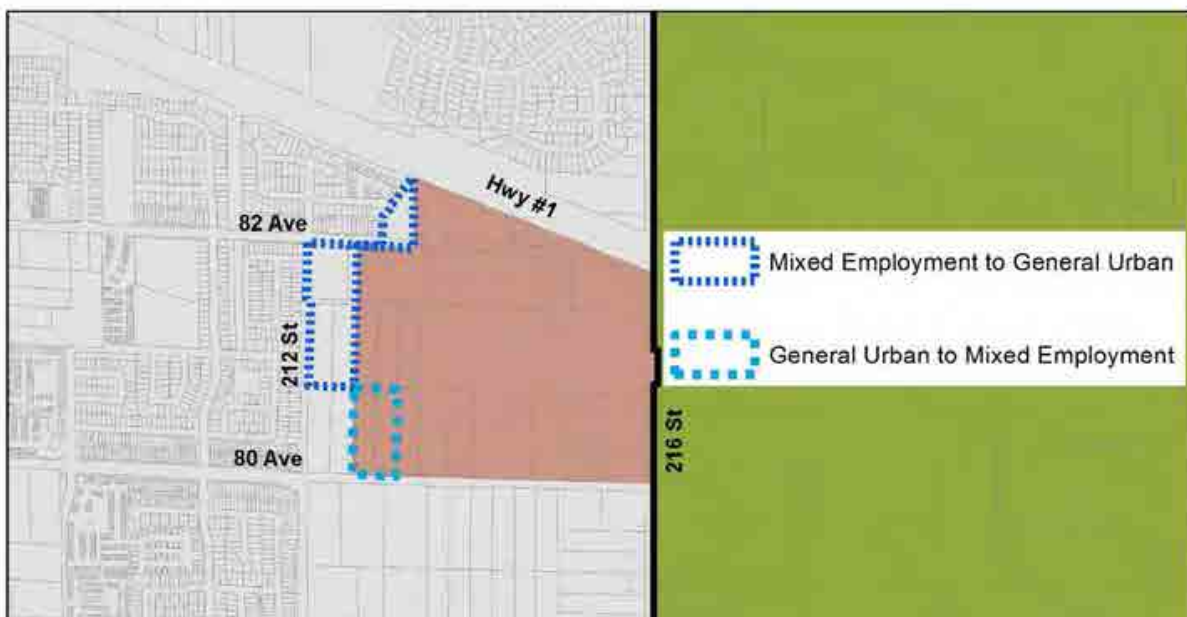 Hwy #1
82 Ave
Mixed Employment to General Urban
212 St
General Urban to Mixed Employment
80 Ave
216 St